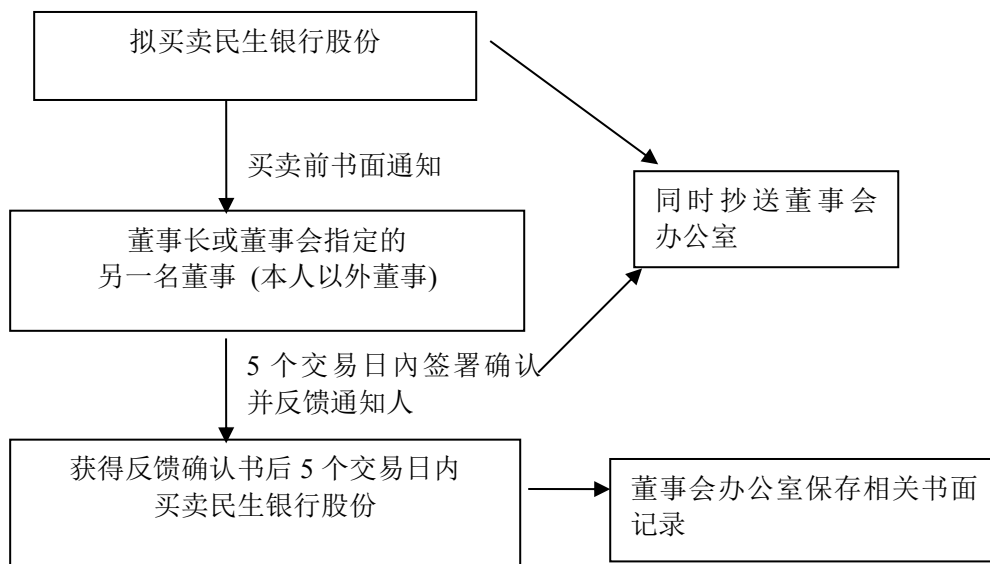 拟买卖民生银行股份
买卖前书面通知
同时抄送董事会
办公室
董事长或董事会指定的
另一名董事 (本人以外董事)
5 个交易日內签署确认
并反馈通知人
获得反馈确认书后 5 个交易日内
买卖民生银行股份
董事会办公室保存相关书面
记录